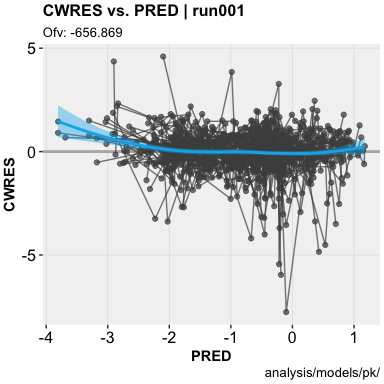 CWRES vs. PRED | run001
Ofv: -656.869
5
0
-5
CWRES
-4 -3 -2 -1 0 1
PRED
analysis/models/pk/